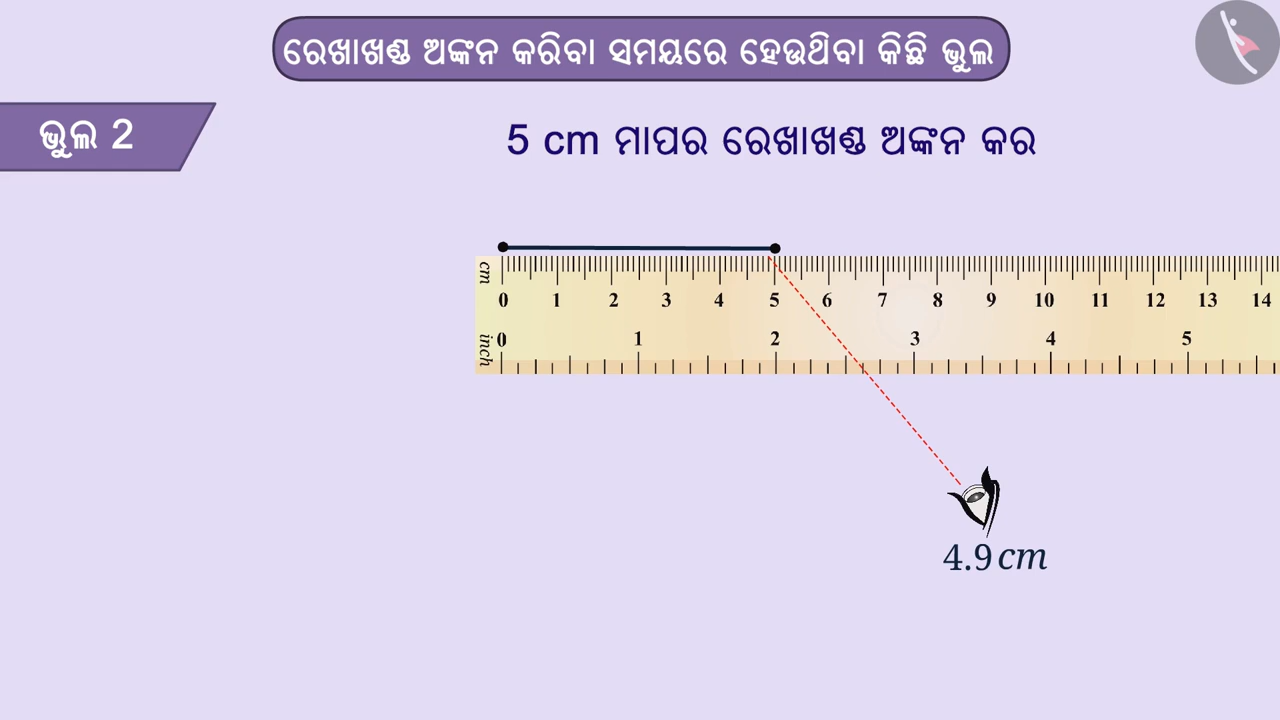 ରେଖାଖଣ୍ଡ ଅଙ୍କନ କରିବା ସମୟରେ ହେଉଥିବା କିଛି ଭୁଲ
ଭୁଲ 2
5 cm ମାପର ରେଖାଖଣ୍ଡ ଅଙ୍କନ କର
cm
0 1 2 3 4 5 6 7 8 9 10 11 12 13 14
inch 0 1 2 3 4 5
4.9 cm